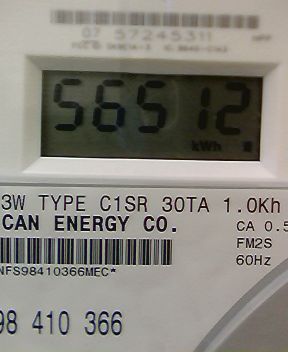 07 57245311
56512
kWh
3W TYPE C1SR 30TA 1.0Kh
CAN ENERGY CO.
CA 0.5
FM2S
NFS98410366MEC*
60Hz
98 410 366